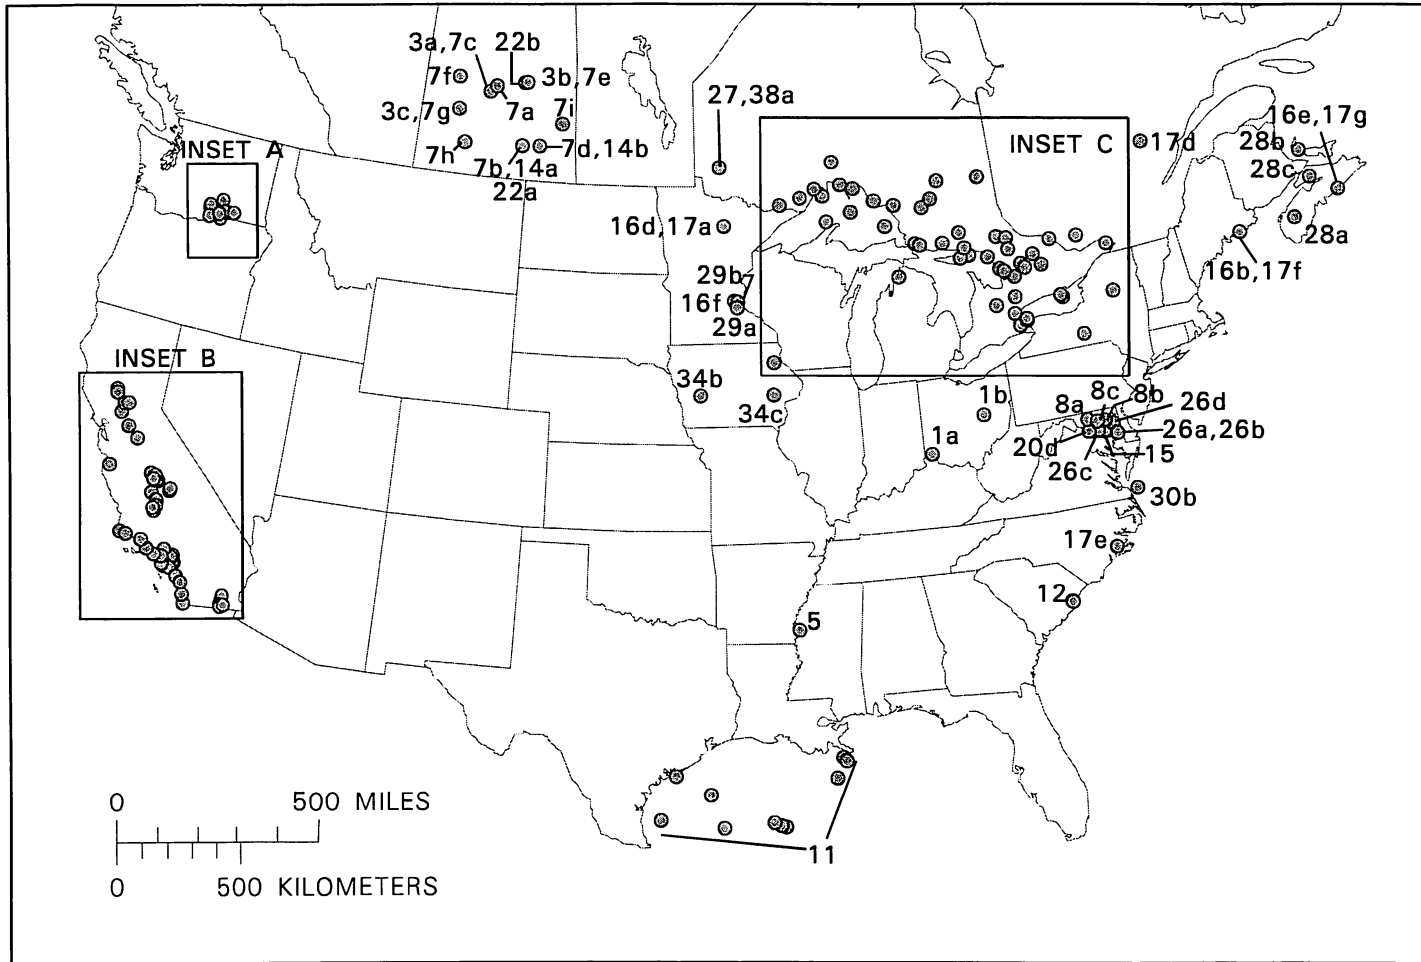 3a,7c 22b
7f 3b,7e
7a
3c,7g 7i
7h 7d,14b
7b,14a
22a
27,38a
INSET A
INSET C
17d
16e,17g
28b
28c
28a
16b,17f
16d,17a
29b 7
16f
29a
INSET B
34b
34c
1b
1a
8c 8b
8a 26d
26a,26b
20d 15
26c
30b
17e
12
5
11
0 500 MILES
0 500 KILOMETERS